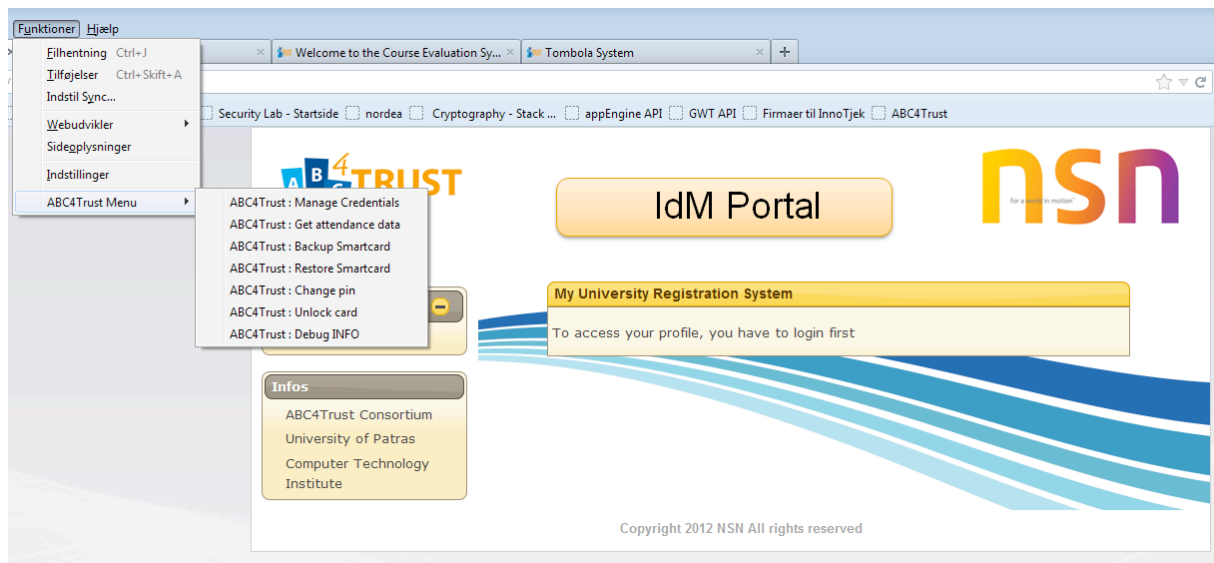 Funktioner Hjælp
Welcome to the Course Evaluation Sy... × Tombola System × +
Filhentning Ctrl+J
Tilføjelser Ctrl+Skift+A
Indstil Sync...
Webudvikler
Sideoplysninger
Indstillinger
ABC4Trust Menu
Security Lab - Startside nordea Cryptography - Stack ... appEngine API GWT API Firmaer til InnoTjek ABC4Trust
ABC4Trust : Manage Credentials
ABC4Trust : Get attendance data
ABC4Trust : Backup Smartcard
ABC4Trust : Restore Smartcard
ABC4Trust : Change pin
ABC4Trust : Unlock card
ABC4Trust : Debug INFO
4
AB
TRUST
IdM Portal
nsn
for a world in motion
My University Registration System
To access your profile, you have to login first
Infos
ABC4Trust Consortium
University of Patras
Computer Technology
Institute
Copyright 2012 NSN All rights reserved